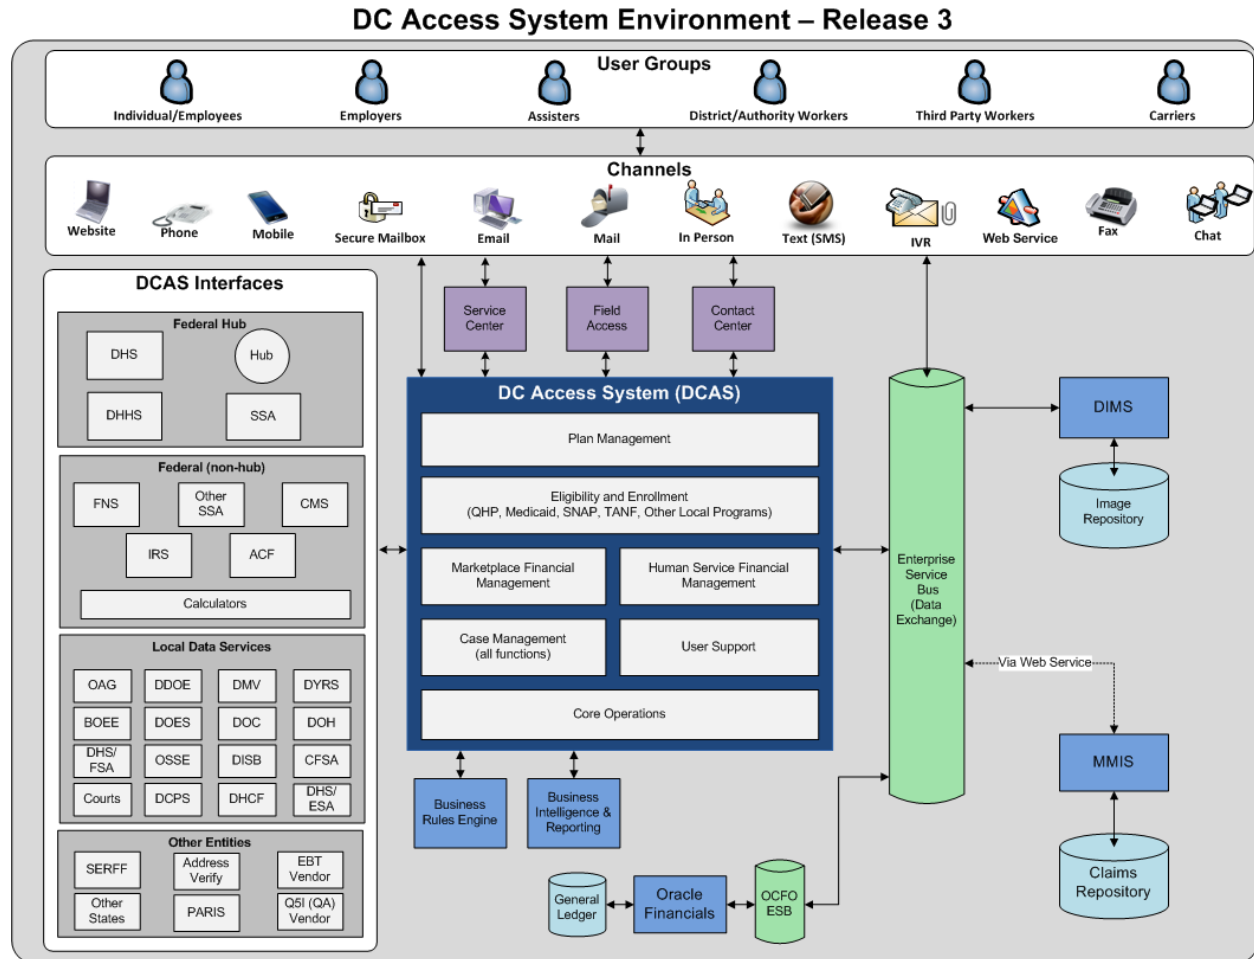 DC Access System Environment – Release 3
User Groups
Individual/Employees
Employers
Assisters
District/Authority Workers
Third Party Workers
Carriers
Channels
Website
Phone
Mobile
Secure Mailbox
Email
Mail
In Person
Text (SMS)
IVR
Web Service
Fax
Chat
DCAS Interfaces
Federal Hub
DHS
Hub
DHHS
SSA
Federal (non-hub)
FNS
Other
SSA
CMS
IRS
ACF
Calculators
Local Data Services
OAG
DDOE
DMV
DYRS
BOEE
DOES
DOC
DOH
DHS/
FSA
OSSE
DISB
CFSA
Courts
DCPS
DHCF
DHS/
ESA
Other Entities
SERFF
Address
Verify
EBT
Vendor
Other
States
PARIS
Q5I (QA)
Vendor
Service
Center
Field
Access
Contact
Center
DC Access System (DCAS)
Plan Management
Eligibility and Enrollment
(QHP, Medicaid, SNAP, TANF, Other Local Programs)
Marketplace Financial
Management
Human Service Financial
Management
Case Management
(all functions)
User Support
Core Operations
Business
Rules Engine
Business
Intelligence &
Reporting
General
Ledger
Oracle
Financials
OCFO
ESB
Enterprise
Service
Bus
(Data
Exchange)
DIMS
Image
Repository
Via Web Service
MMIS
Claims
Repository